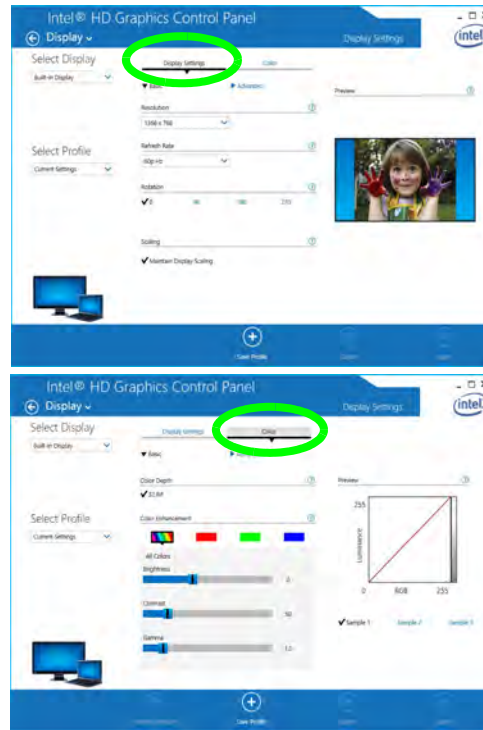 Intel® HD Graphics Control Panel
Display
Display Settings
intel
Select Display
Display Settings
Color
Built-in Display
Basic
Advanced
Preview
Resolution
1366 x 768
Select Profile
Refresh Rate
Current Settings
60p Hz
Rotation
0
90
180
270
Scaling
Maintain Display Scaling
Save Profile
Intel® HD Graphics Control Panel
Display
Display Settings
intel
Select Display
Display Settings
Color
Built-in Display
Basic
Color Depth
Preview
32 Bit
255
Select Profile
Color Enhancement
Current Settings
Luminance
All Colors
Brightness
0
0
RGB
255
Contrast
50
Sample 1
Sample 2
Sample 3
Gamma
Save Profile